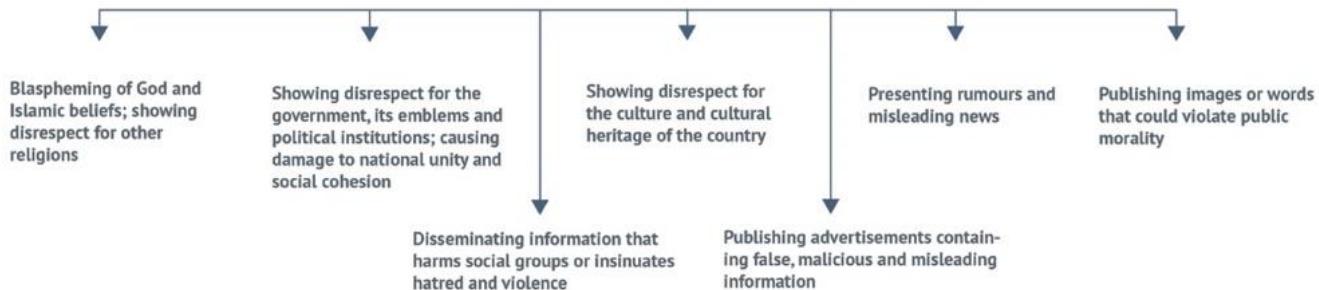 Blaspheming of God and
Islamic beliefs; showing
disrespect for other
religions
Showing disrespect for the
government, its emblems and
political institutions; causing
damage to national unity and
social cohesion
Disseminating information that
harms social groups or insinuates
hatred and violence
Showing disrespect for
the culture and cultural
heritage of the country
Publishing advertisements contain-
ing false, malicious and misleading
information
Presenting rumours and
misleading news
Publishing images or words
that could violate public
morality